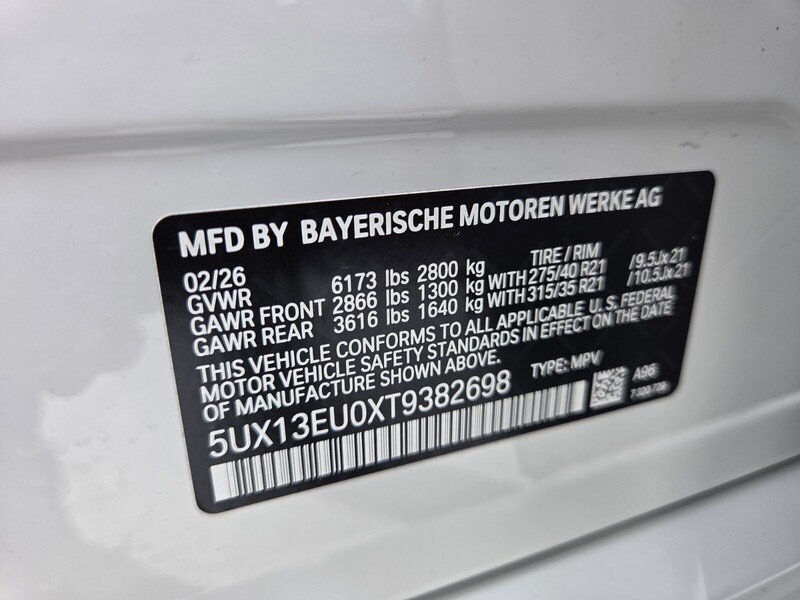 MFD BY BAYERISCHE MOTOREN WERKE AG
02/26 TIRE / RIM
GVWR 6173 lbs 2800 kg
GAWR FRONT 2866 lbs 1300 kg WITH 275/40 R21 /9.5Jx21
GAWR REAR 3616 lbs 1640 kg WITH 315/35 R21 /10.5Jx21
THIS VEHICLE CONFORMS TO ALL APPLICABLE U.S. FEDERAL
MOTOR VEHICLE SAFETY STANDARDS IN EFFECT ON THE DATE
OF MANUFACTURE SHOWN ABOVE.
5UX13EU0XT9382698 TYPE: MPV A96
7 320 726